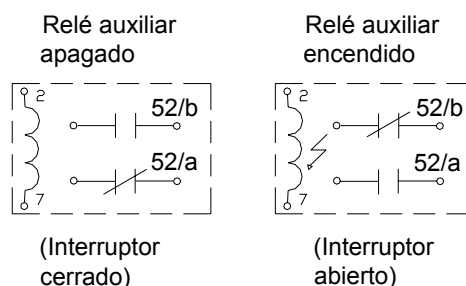 Relé auxiliar
apagado
2
52/b
52/a
7
(Interruptor
cerrado)
Relé auxiliar
encendido
2
52/b
52/a
7
(Interruptor
abierto)